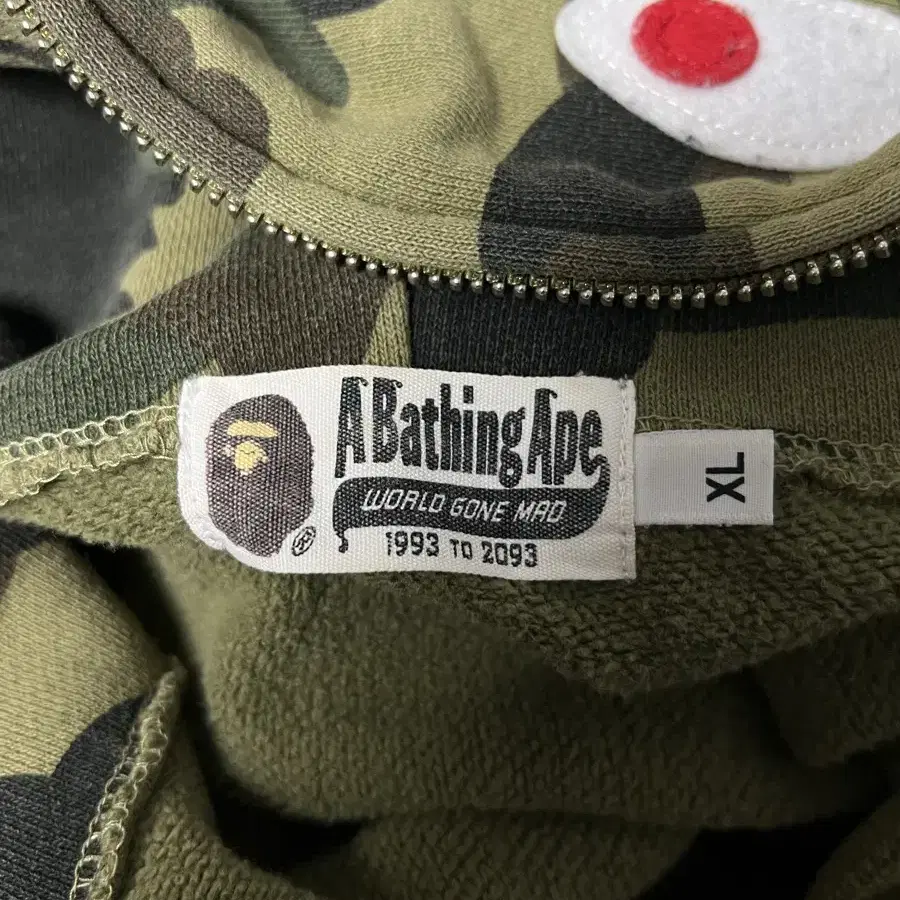 A Bathing Ape
WORLD GONE MAD
1993 TO 2093
®
XL